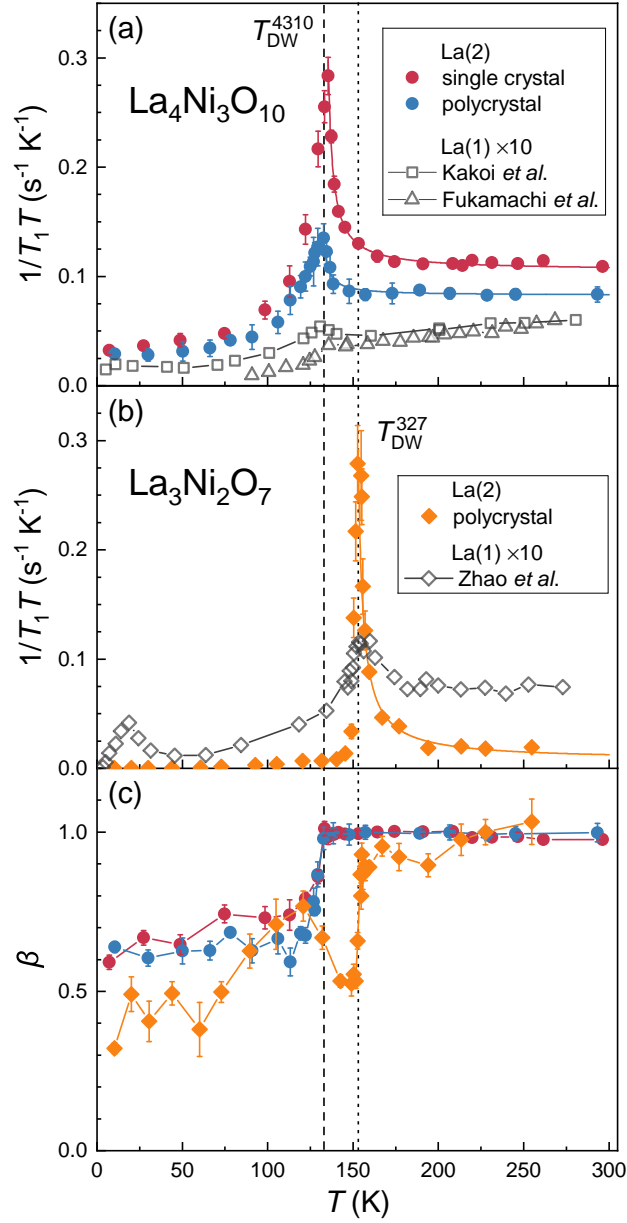 (a)
T_DW^4310
La4Ni3O10
La(2)
single crystal
polycrystal
La(1) ×10
Kakoi et al.
Fukamachi et al.
1/T1T (s⁻¹ K⁻¹)
0.3
0.2
0.1
0.0
(b)
T_DW^327
La3Ni2O7
La(2)
polycrystal
La(1) ×10
Zhao et al.
1/T1T (s⁻¹ K⁻¹)
0.3
0.2
0.1
0.0
(c)
β
1.0
0.5
0.0
0 50 100 150 200 250 300
T (K)